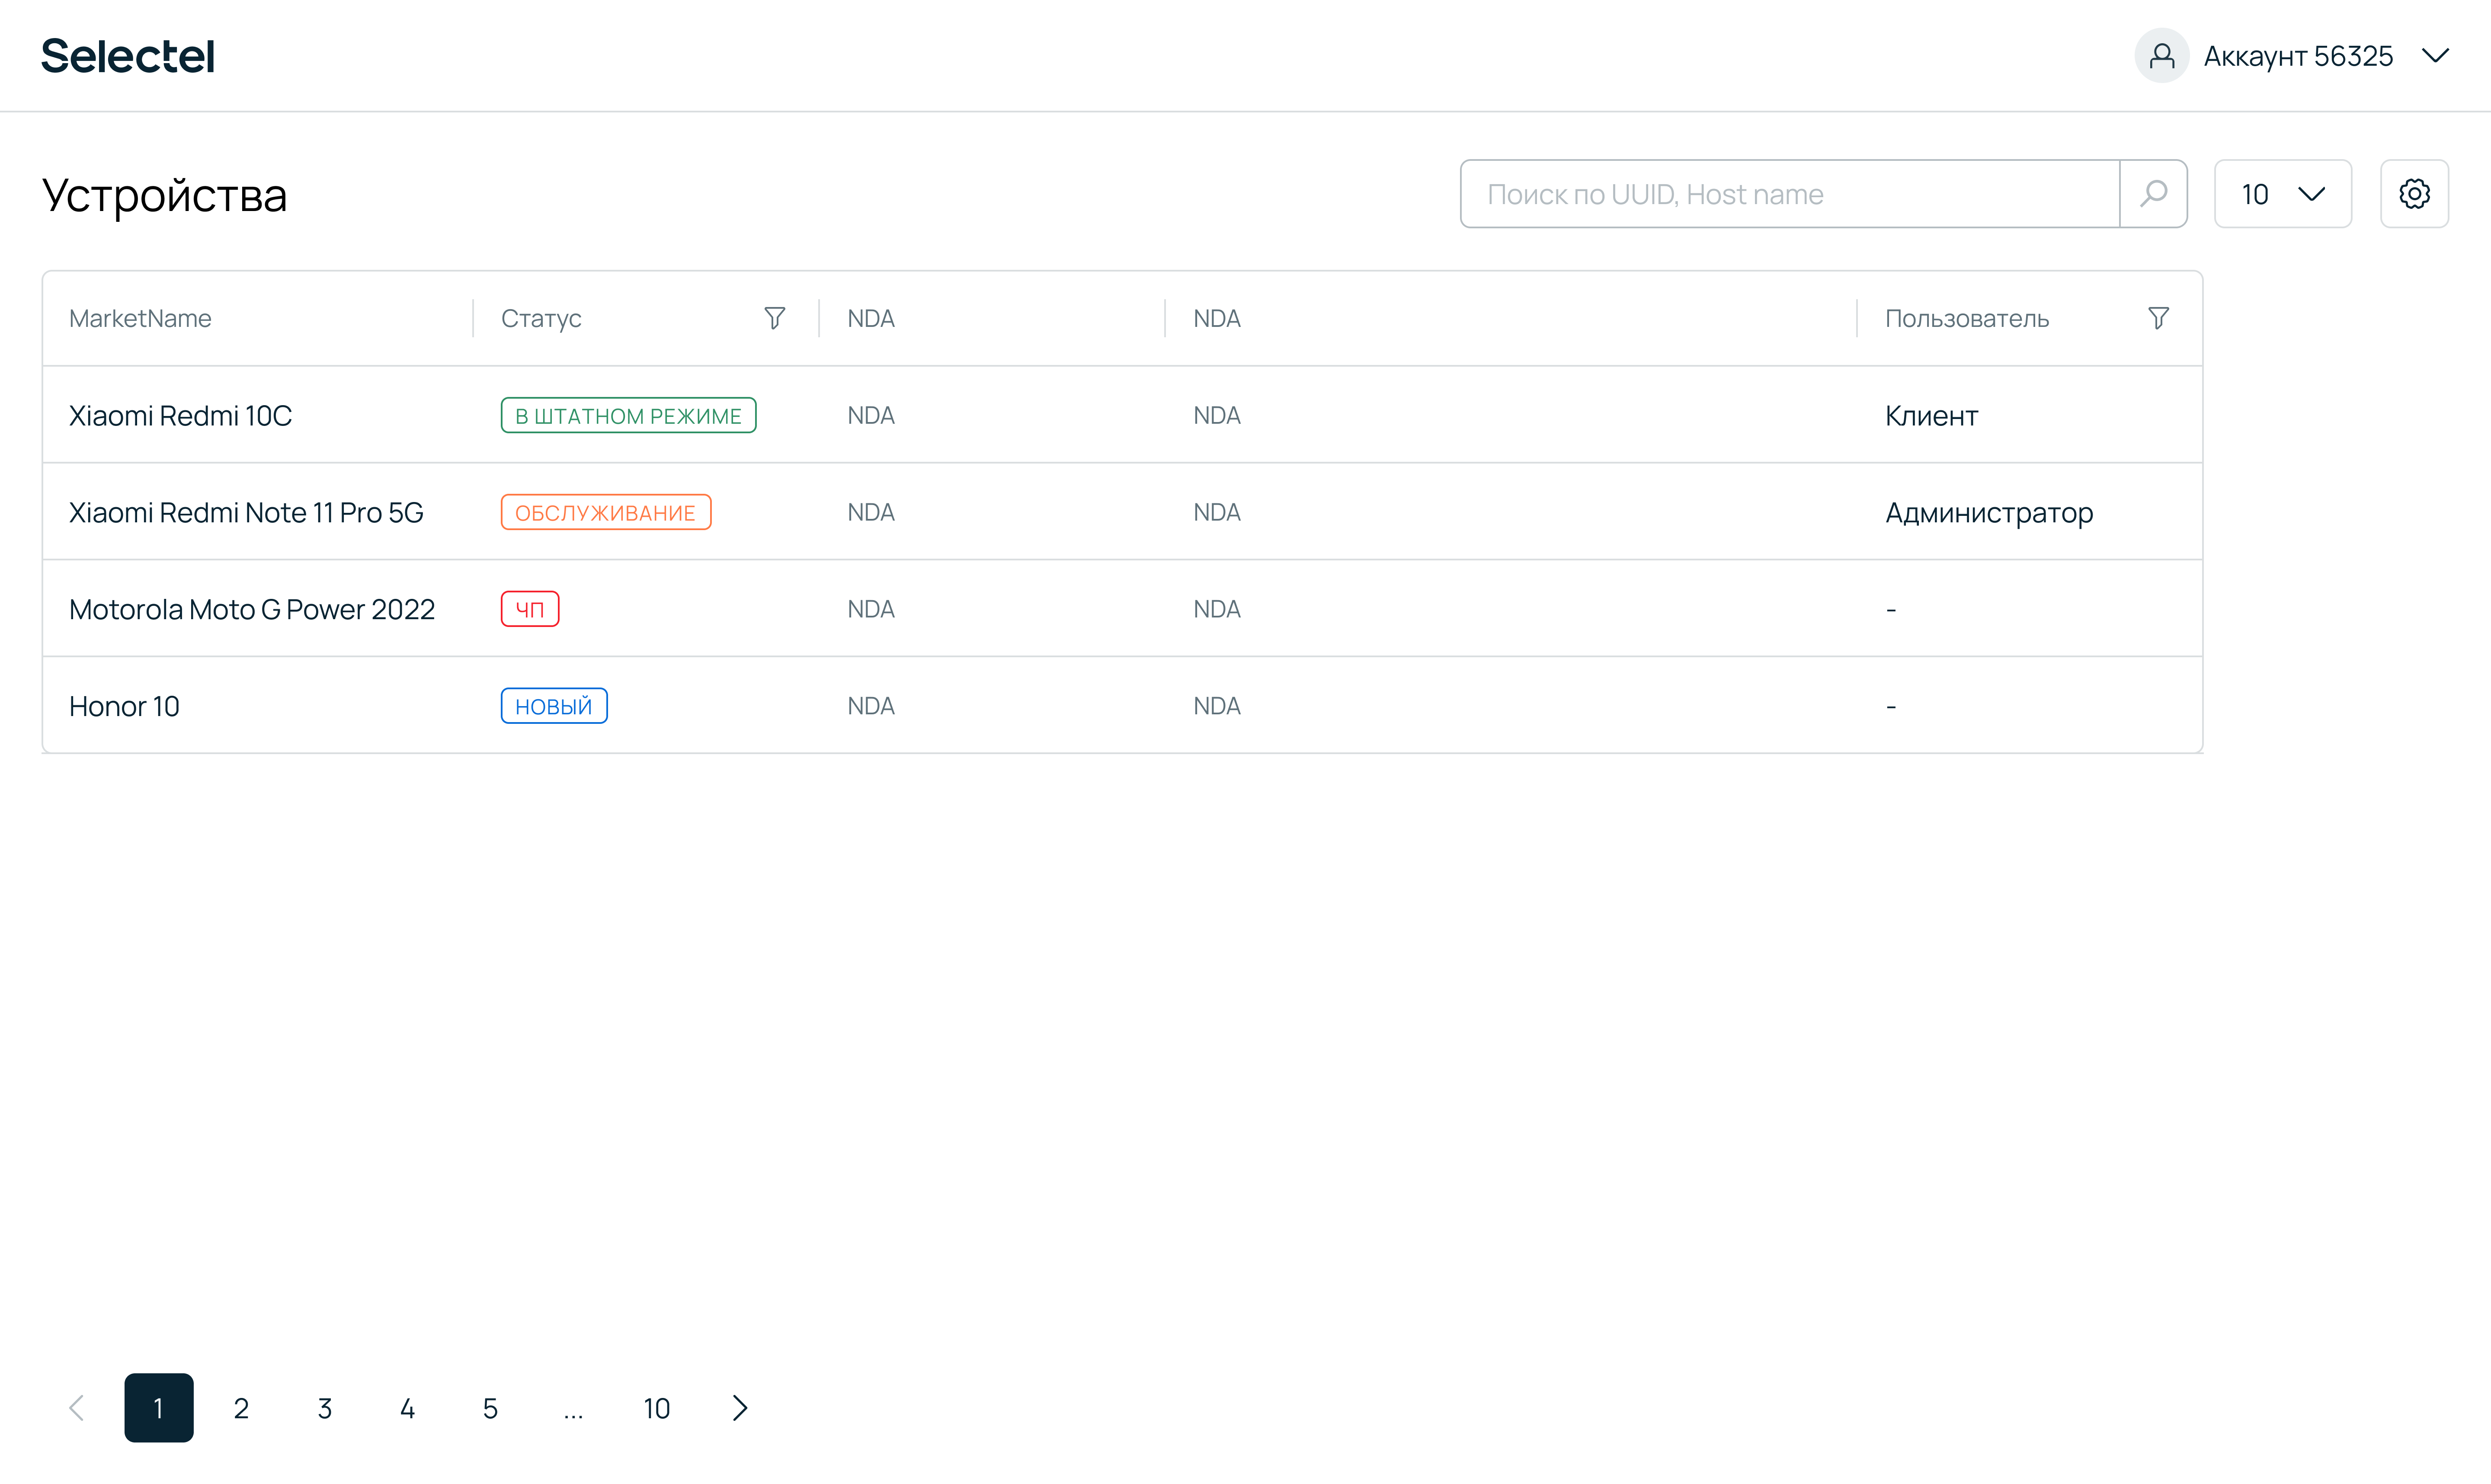 Selectel
Аккаунт 56325
Устройства
Поиск по UUID, Host name
10
MarketName Статус NDA NDA Пользователь
Xiaomi Redmi 10C В ШТАТНОМ РЕЖИМЕ NDA NDA Клиент
Xiaomi Redmi Note 11 Pro 5G ОБСЛУЖИВАНИЕ NDA NDA Администратор
Motorola Moto G Power 2022 ЧП NDA NDA -
Honor 10 НОВЫЙ NDA NDA -
1 2 3 4 5 ... 10